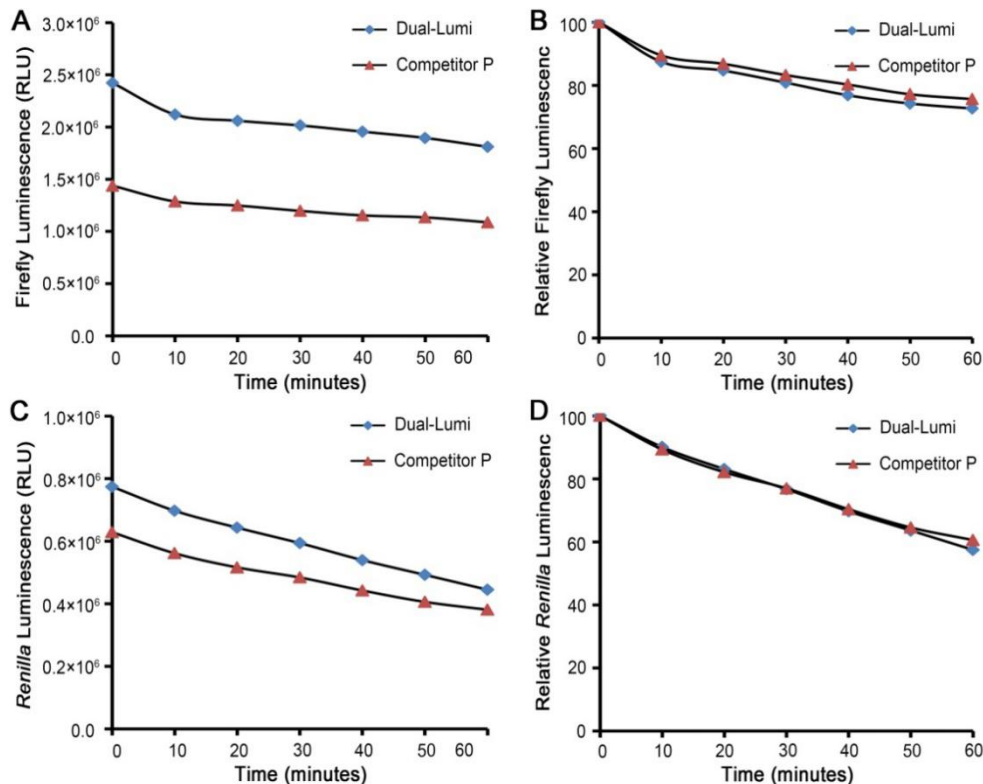 A
Firefly Luminescence (RLU)
3.0×10⁶
2.5×10⁶
2.0×10⁶
1.5×10⁶
1.0×10⁶
0.5×10⁶
0.0
Dual-Lumi
Competitor P
0 10 20 30 40 50 60
Time (minutes)
B
Relative Firefly Luminescenc
100
80
60
40
20
0
Dual-Lumi
Competitor P
0 10 20 30 40 50 60
Time (minutes)
C
Renilla Luminescence (RLU)
1.0×10⁶
0.8×10⁶
0.6×10⁶
0.4×10⁶
0.2×10⁶
0.0
Dual-Lumi
Competitor P
0 10 20 30 40 50 60
Time (minutes)
D
Relative Renilla Luminescenc
100
80
60
40
20
0
Dual-Lumi
Competitor P
0 10 20 30 40 50 60
Time (minutes)